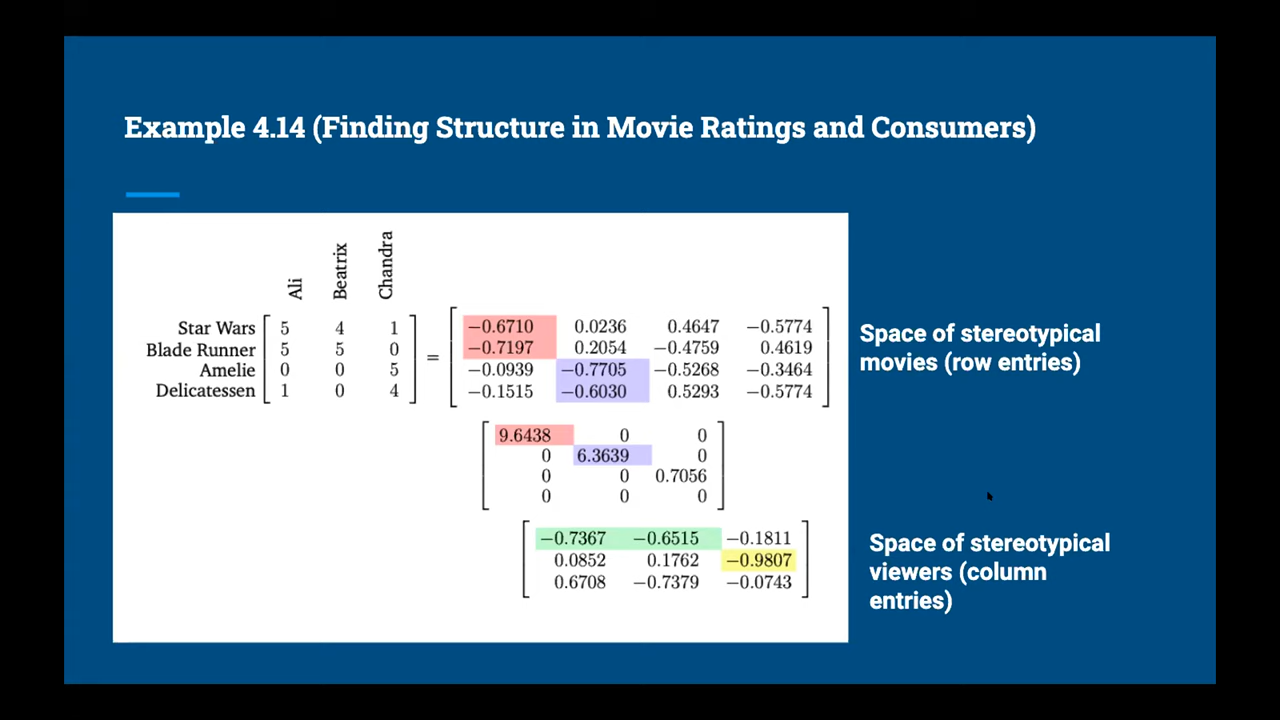 Example 4.14 (Finding Structure in Movie Ratings and Consumers)
Ali Beatrix Chandra
Star Wars 5 4 1
Blade Runner 5 5 0
Amelie 0 0 5
Delicatessen 1 0 4
=
−0.6710 0.0236 0.4647 −0.5774
−0.7197 0.2054 −0.4759 0.4619
−0.0939 −0.7705 −0.5268 −0.3464
−0.1515 −0.6030 0.5293 −0.5774
Space of stereotypical
movies (row entries)
9.6438 0 0
0 6.3639 0
0 0 0.7056
0 0 0
−0.7367 −0.6515 −0.1811
0.0852 0.1762 −0.9807
0.6708 −0.7379 −0.0743
Space of stereotypical
viewers (column
entries)